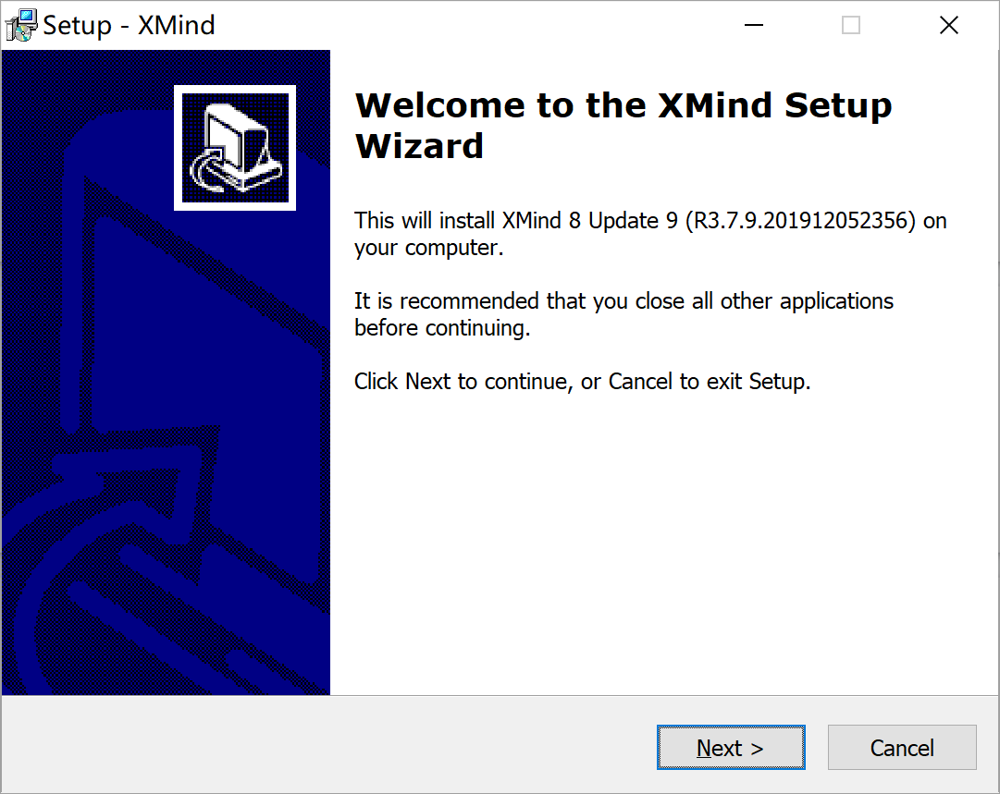 Setup - XMind
Welcome to the XMind Setup
Wizard
This will install XMind 8 Update 9 (R3.7.9.201912052356) on
your computer.
It is recommended that you close all other applications
before continuing.
Click Next to continue, or Cancel to exit Setup.
Next >
Cancel